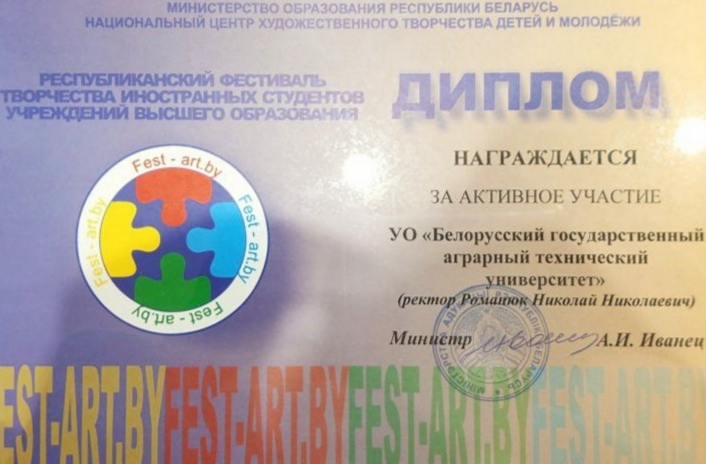 МИНИСТЕРСТВО ОБРАЗОВАНИЯ РЕСПУБЛИКИ БЕЛАРУСЬ
НАЦИОНАЛЬНЫЙ ЦЕНТР ХУДОЖЕСТВЕННОГО ТВОРЧЕСТВА ДЕТЕЙ И МОЛОДЁЖИ
РЕСПУБЛИКАНСКИЙ ФЕСТИВАЛЬ
ТВОРЧЕСТВА ИНОСТРАННЫХ СТУДЕНТОВ
УЧРЕЖДЕНИЙ ВЫСШЕГО ОБРАЗОВАНИЯ
Fest - art.by
Fest - art.by
Fest - art.by
Fest - art.by
ДИПЛОМ
НАГРАЖДАЕТСЯ
ЗА АКТИВНОЕ УЧАСТИЕ
УО «Белорусский государственный
аграрный технический
университет»
(ректор Романюк Николай Николаевич)
Министр А.И. Иванец
EST-ART.BY FEST-ART.BY FEST-ART.BY FEST-ART.BY